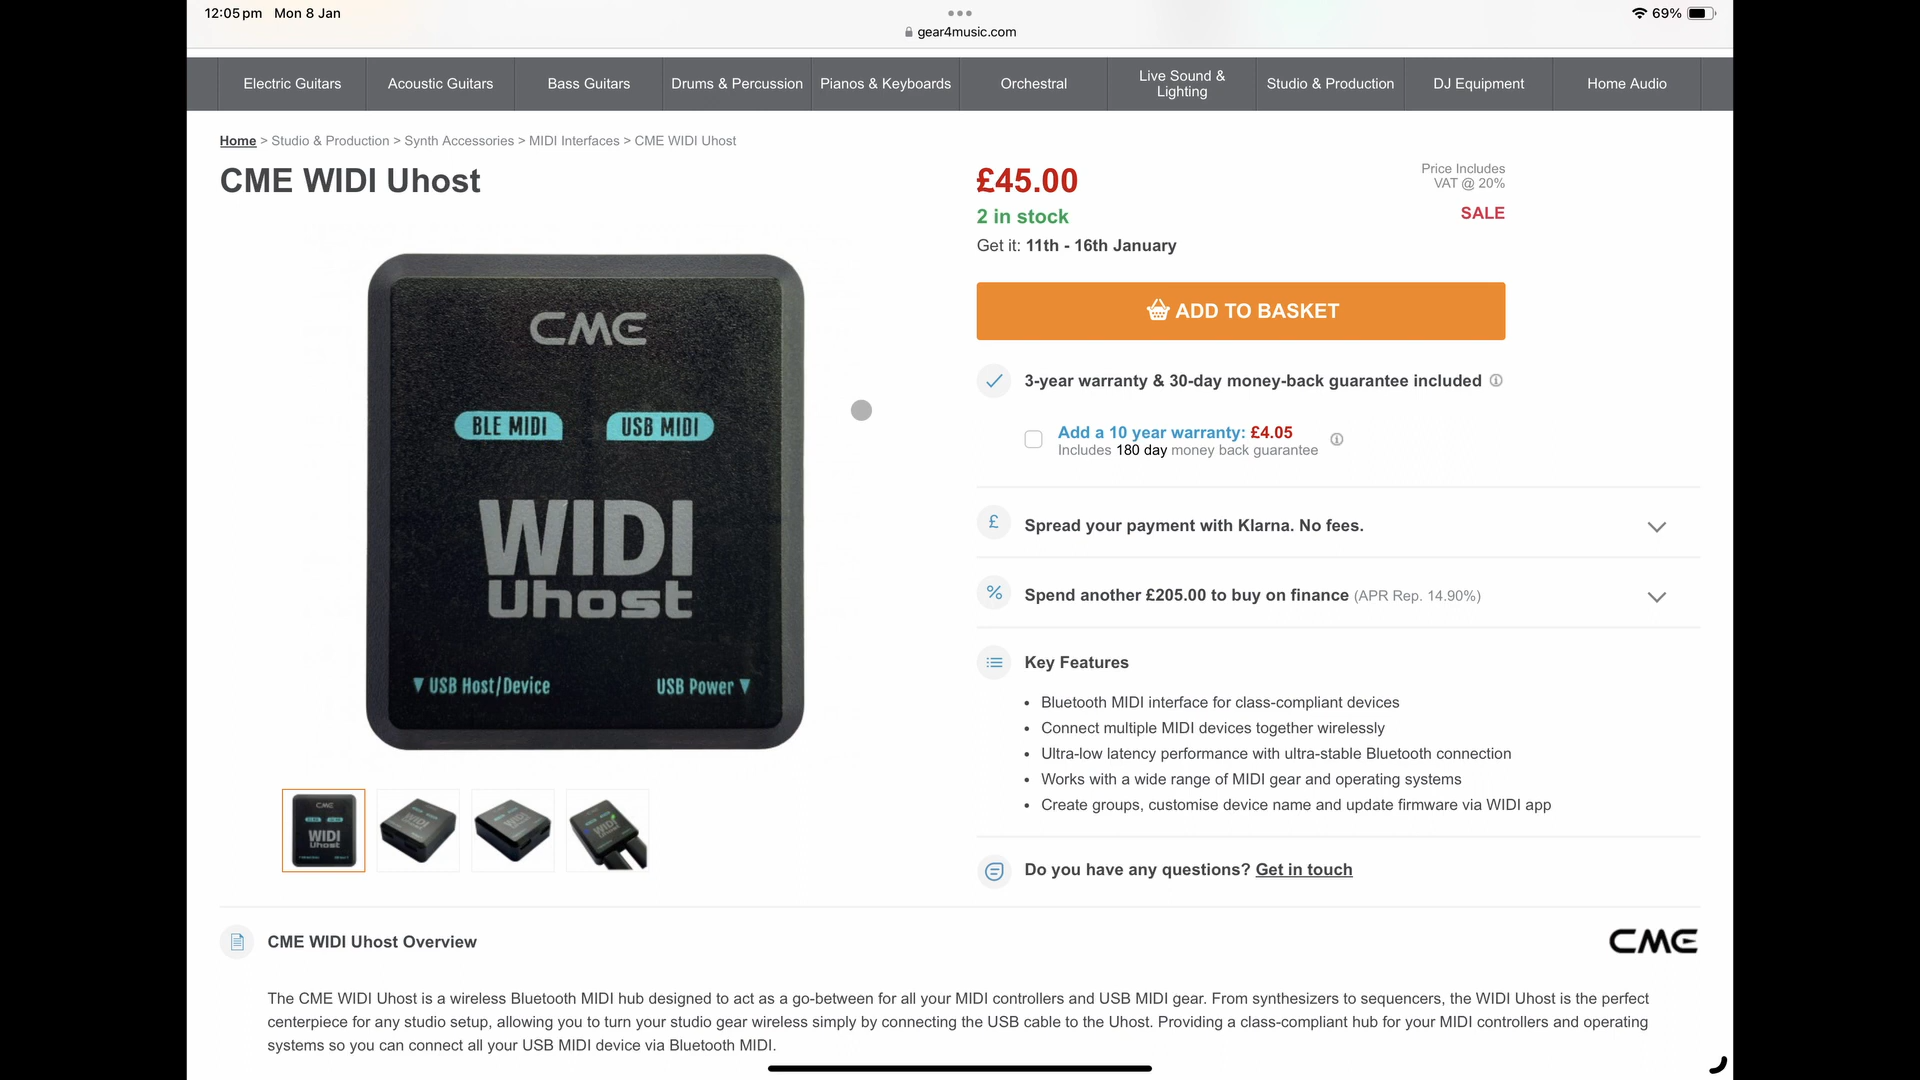 12:05 pm Mon 8 Jan
69%
gear4music.com
Electric Guitars
Acoustic Guitars
Bass Guitars
Drums & Percussion
Pianos & Keyboards
Orchestral
Live Sound &
Lighting
Studio & Production
DJ Equipment
Home Audio
Home > Studio & Production > Synth Accessories > MIDI Interfaces > CME WIDI Uhost
CME WIDI Uhost
CME
BLE MIDI USB MIDI
WIDI
Uhost
▼ USB Host/Device USB Power ▼
£45.00
Price Includes
VAT @ 20%
2 in stock
SALE
Get it: 11th - 16th January
ADD TO BASKET
3-year warranty & 30-day money-back guarantee included
Add a 10 year warranty: £4.05
Includes 180 day money back guarantee
£ Spread your payment with Klarna. No fees.
% Spend another £205.00 to buy on finance (APR Rep. 14.90%)
Key Features
• Bluetooth MIDI interface for class-compliant devices
• Connect multiple MIDI devices together wirelessly
• Ultra-low latency performance with ultra-stable Bluetooth connection
• Works with a wide range of MIDI gear and operating systems
• Create groups, customise device name and update firmware via WIDI app
Do you have any questions? Get in touch
CME
WIDI
Uhost
CME WIDI Uhost Overview
CME
The CME WIDI Uhost is a wireless Bluetooth MIDI hub designed to act as a go-between for all your MIDI controllers and USB MIDI gear. From synthesizers to sequencers, the WIDI Uhost is the perfect
centerpiece for any studio setup, allowing you to turn your studio gear wireless simply by connecting the USB cable to the Uhost. Providing a class-compliant hub for your MIDI controllers and operating
systems so you can connect all your USB MIDI device via Bluetooth MIDI.